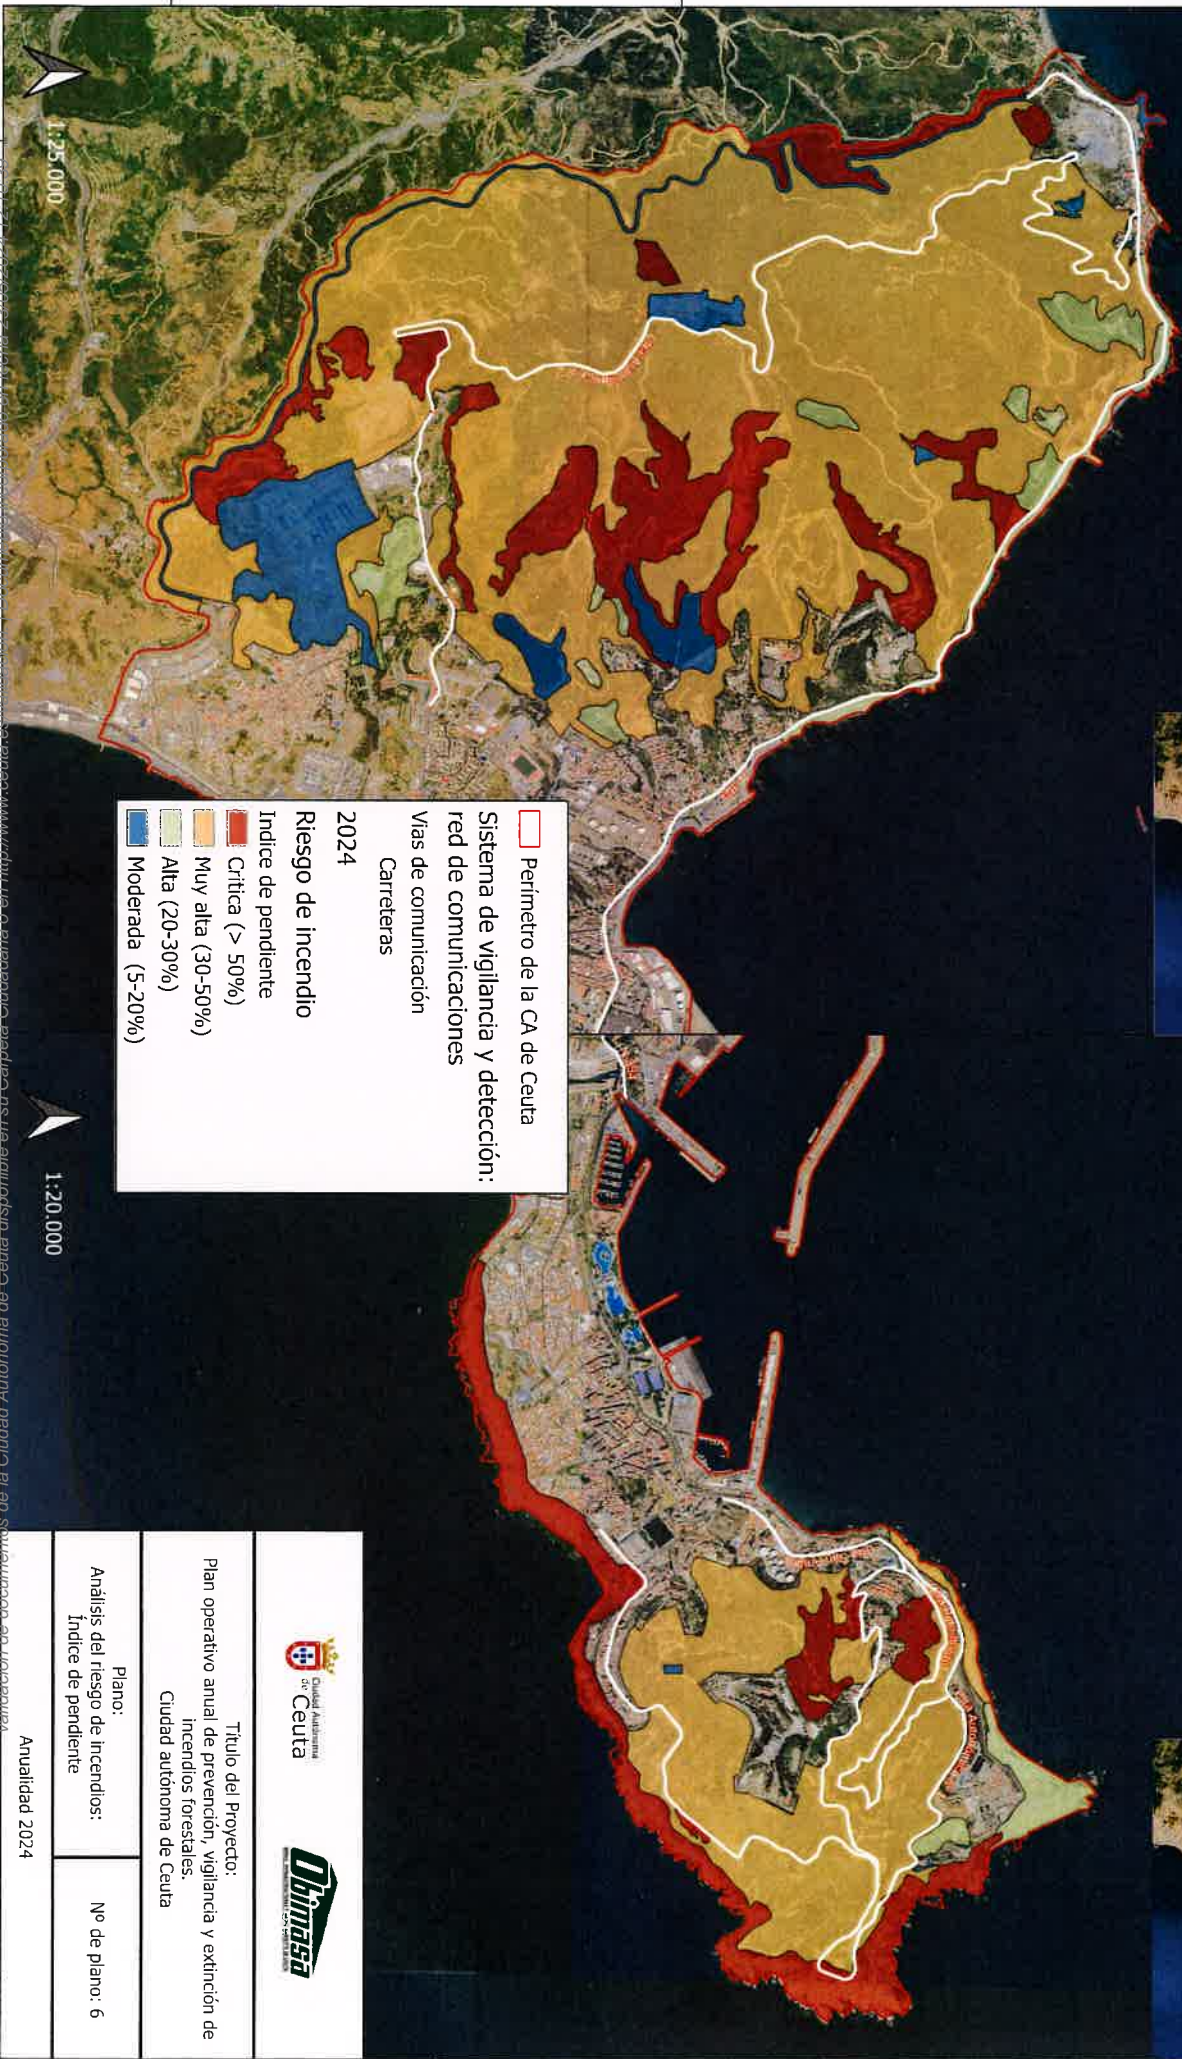 1:25.000
1:20.000
Perímetro de la CA de Ceuta
Sistema de vigilancia y detección:
red de comunicaciones
Vias de comunicación
Carreteras
2024
Riesgo de incendio
Indice de pendiente
Critica (> 50%)
Muy alta (30-50%)
Alta (20-30%)
Moderada (5-20%)
Ciudad Autónoma
de Ceuta
Obimasa
Título del Proyecto:
Plan operativo anual de prevención, vigilancia y extinción de
incendios forestales.
Ciudad autónoma de Ceuta
Plano:
Análisis del riesgo de incendios:
Índice de pendiente
Nº de plano: 6
Anualidad 2024